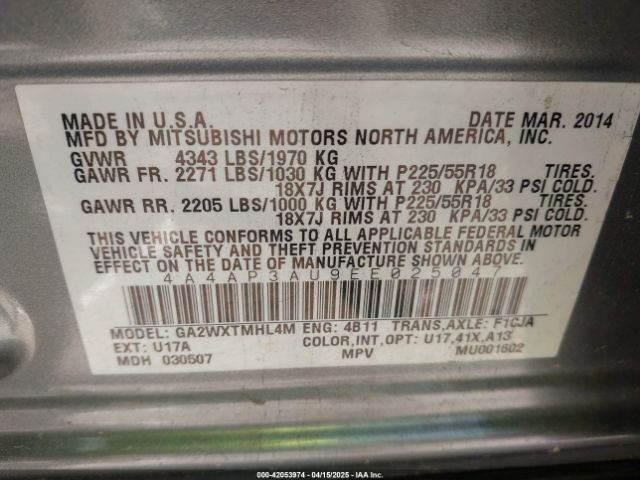 MADE IN U.S.A. DATE MAR. 2014
MFD BY MITSUBISHI MOTORS NORTH AMERICA, INC.
GVWR 4343 LBS/1970 KG
GAWR FR. 2271 LBS/1030 KG WITH P225/55R18 TIRES.
18X7J RIMS AT 230 KPA/33 PSI COLD.
GAWR RR. 2205 LBS/1000 KG WITH P225/55R18 TIRES.
18X7J RIMS AT 230 KPA/33 PSI COLD.
THIS VEHICLE CONFORMS TO ALL APPLICABLE FEDERAL MOTOR
VEHICLE SAFETY AND THEFT PREVENTION STANDARDS IN
EFFECT ON THE DATE OF MANUFACTURE SHOWN ABOVE.
4A4AP3AU9EE025047
MODEL: GA2WXTMHL4M ENG: 4B11 TRANS,AXLE: F1CJA
EXT: U17A COLOR,INT,OPT: U17,41X,A13
MDH 030507 MPV MU001602
000-42053974 | 04/15/2025 - IAA Inc.